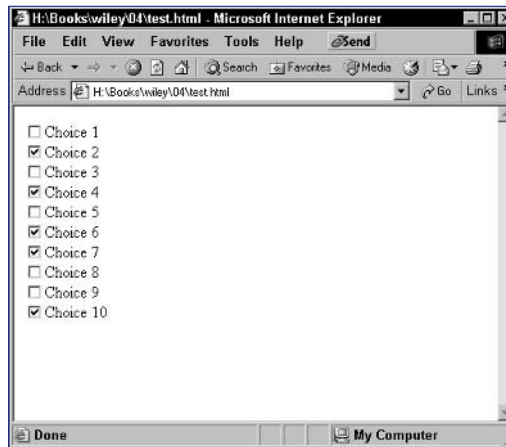 H:\Books\wiley\04\test.html - Microsoft Internet Explorer
File Edit View Favorites Tools Help Send
Back Search Favorites Media
Address H:\Books\wiley\04\test.html Go Links
Choice 1
Choice 2
Choice 3
Choice 4
Choice 5
Choice 6
Choice 7
Choice 8
Choice 9
Choice 10
Done My Computer